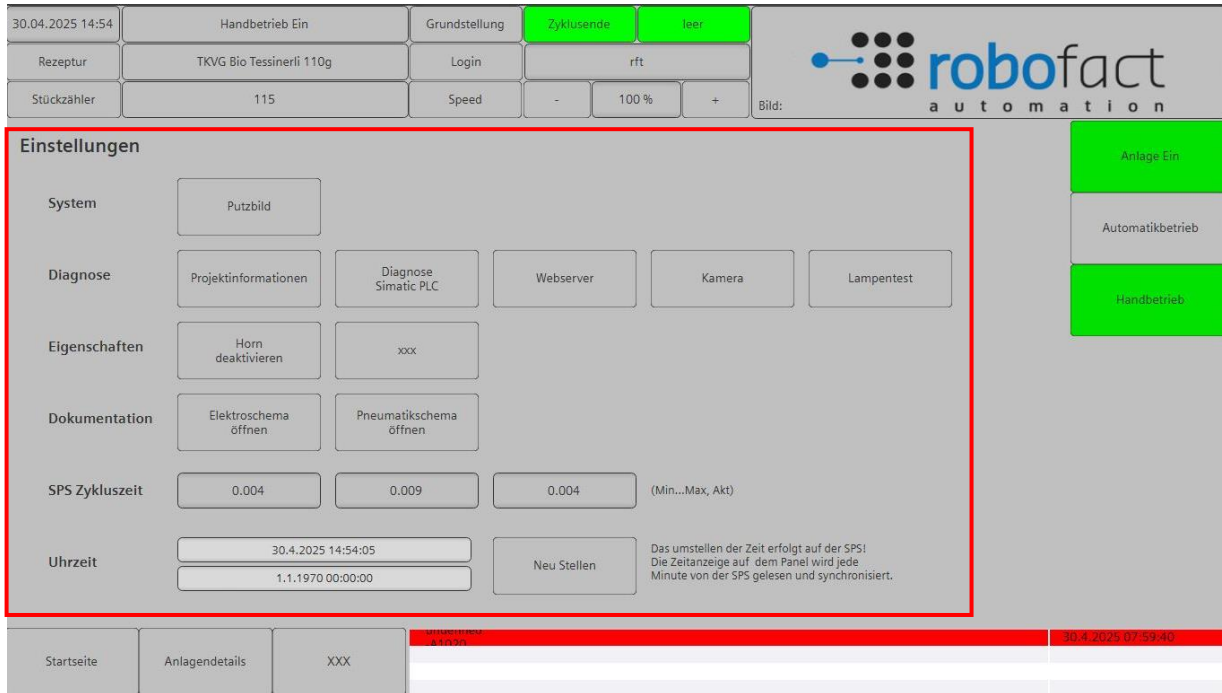 30.04.2025 14:54
Handbetrieb Ein
Grundstellung
Zyklusende
leer
Rezeptur
TKVG Bio Tessinerli 110g
Login
rft
Stückzähler
115
Speed
-
100 %
+
Bild:
robofact
automation
Einstellungen
Anlage Ein
System
Putzbild
Automatikbetrieb
Diagnose
Projektinformationen
Diagnose
Simatic PLC
Webserver
Kamera
Lampentest
Handbetrieb
Eigenschaften
Horn
deaktivieren
xxx
Dokumentation
Elektroschema
öffnen
Pneumatikschema
öffnen
SPS Zykluszeit
0.004
0.009
0.004
(Min...Max, Akt)
Uhrzeit
30.4.2025 14:54:05
1.1.1970 00:00:00
Neu Stellen
Das umstellen der Zeit erfolgt auf der SPS!
Die Zeitanzeige auf dem Panel wird jede
Minute von der SPS gelesen und synchronisiert.
Startseite
Anlagendetails
XXX
-A1020
30.4.2025 07:59:40